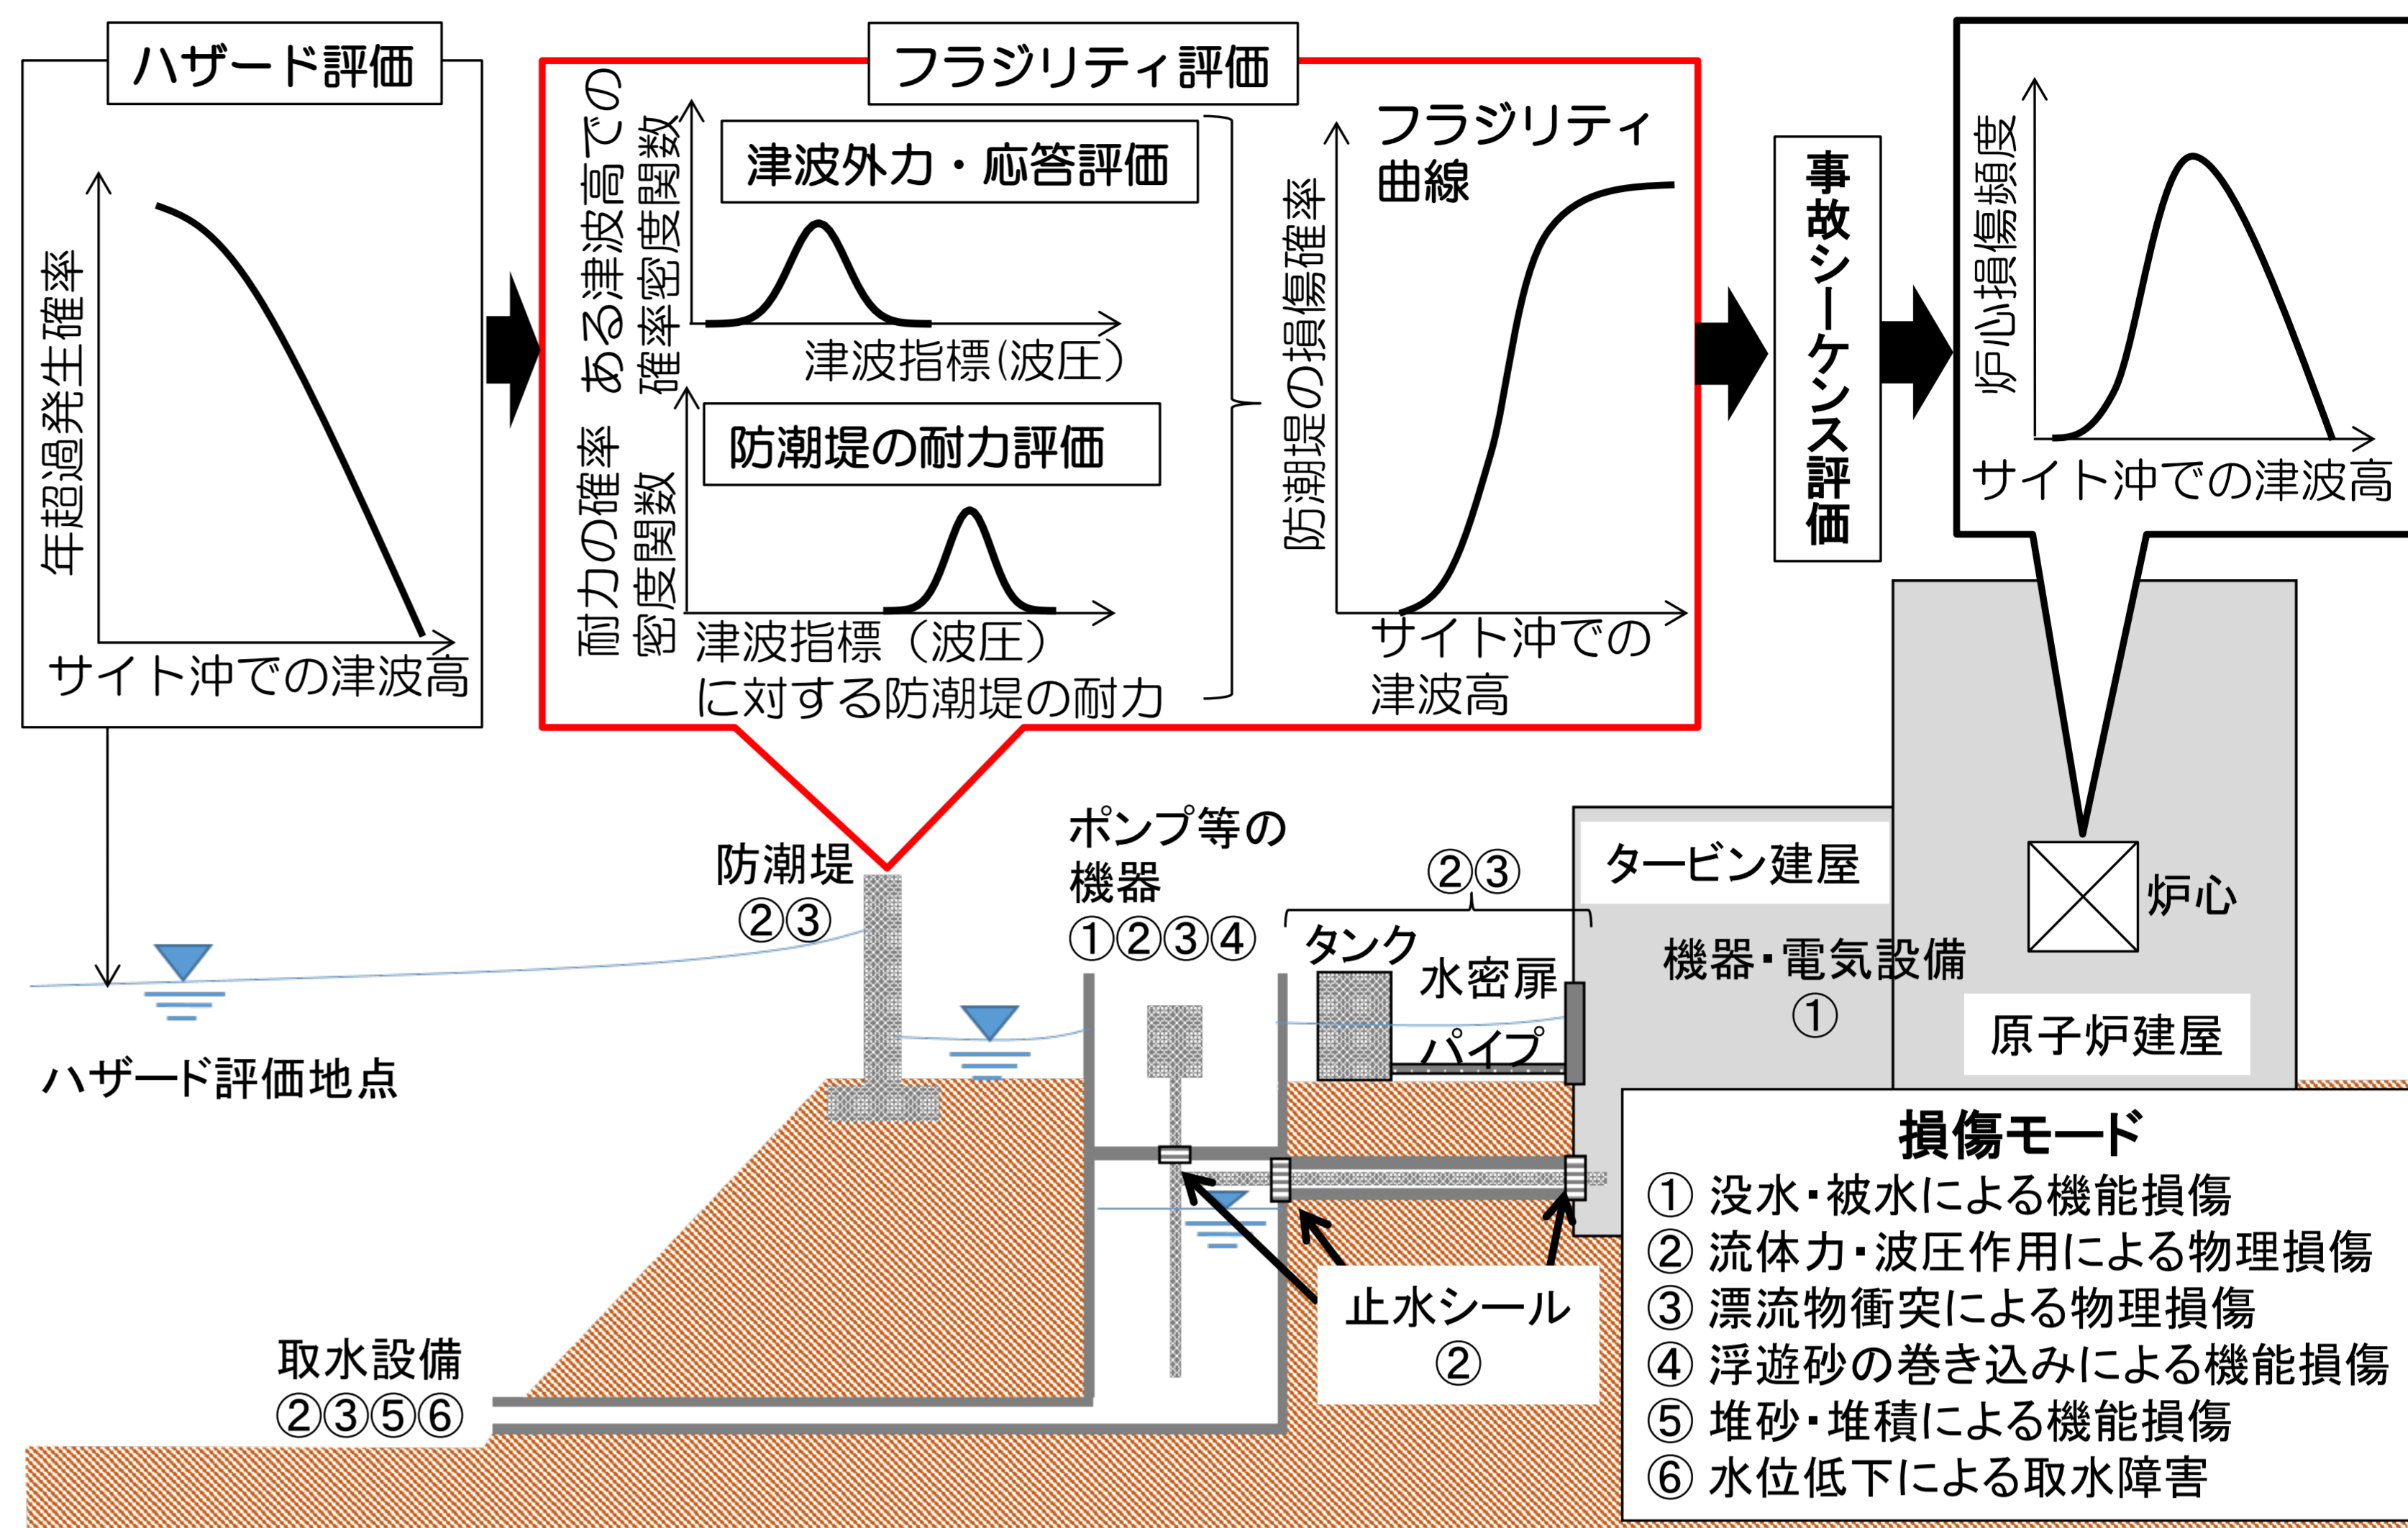 ハザード評価
年超過発生確率
サイト沖での津波高
フラジリティ評価
ある津波高での
確率密度関数
津波外力・応答評価
津波指標(波圧)
耐力の確率
密度関数
防潮堤の耐力評価
津波指標（波圧）
に対する防潮堤の耐力
防潮堤の損傷確率
フラジリティ
曲線
サイト沖での
津波高
事故シーケンス評価
炉心損傷頻度
サイト沖での津波高
ハザード評価地点
防潮堤
②③
ポンプ等の
機器
①②③④
②③
タンク
水密扉
パイプ
タービン建屋
機器・電気設備
①
炉心
原子炉建屋
取水設備
②③⑤⑥
止水シール
②
損傷モード
① 没水・被水による機能損傷
② 流体力・波圧作用による物理損傷
③ 漂流物衝突による物理損傷
④ 浮遊砂の巻き込みによる機能損傷
⑤ 堆砂・堆積による機能損傷
⑥ 水位低下による取水障害